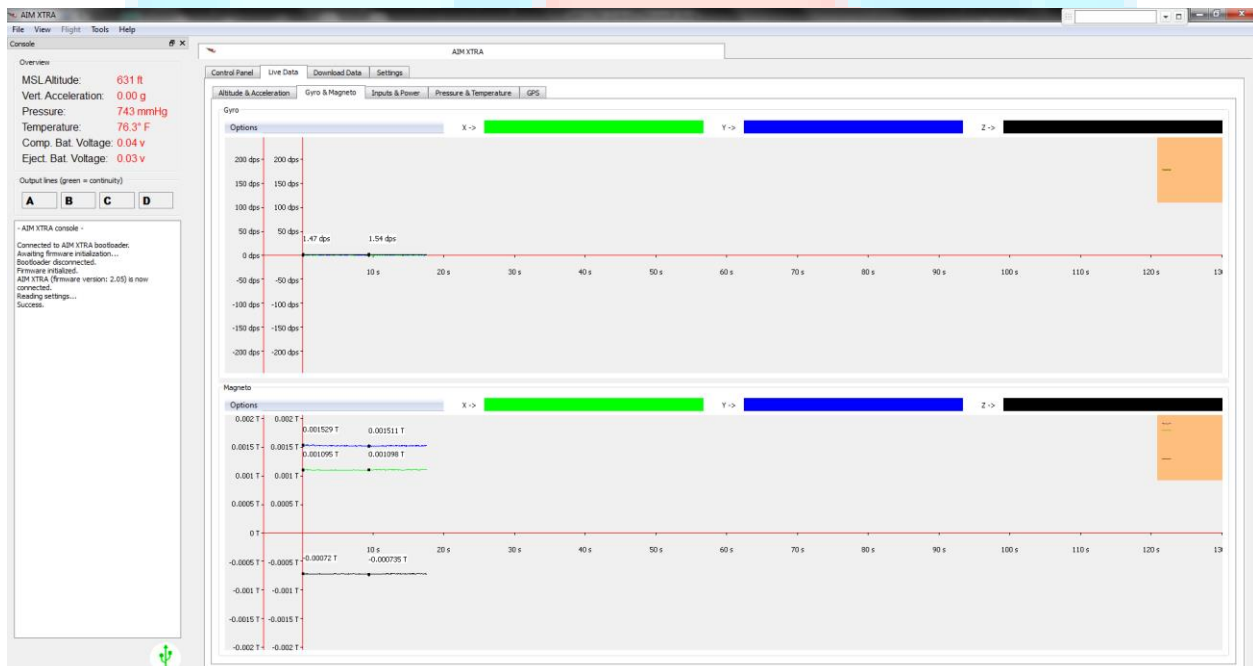 AIM XTRA
File View Flight Tools Help
Console
Overview
MSL Altitude: 631 ft
Vert. Acceleration: 0.00 g
Pressure: 743 mmHg
Temperature: 76.3° F
Comp. Bat. Voltage: 0.04 v
Eject. Bat. Voltage: 0.03 v
Output lines (green = continuity)
A B C D
- AIM XTRA console -
Connected to AIM XTRA bootloader.
Awaiting firmware initialization...
Bootloader disconnected.
Firmware initialized.
AIM XTRA (firmware version: 2.05) is now
connected.
Reading settings...
Success.
AIM XTRA
Control Panel Live Data Download Data Settings
Altitude & Acceleration Gyro & Magneto Inputs & Power Pressure & Temperature GPS
Gyro
Options X -> Y -> Z ->
200 dps 200 dps
150 dps 150 dps
100 dps 100 dps
50 dps 50 dps
1.47 dps 1.54 dps
0 dps
10 s 20 s 30 s 40 s 50 s 60 s 70 s 80 s 90 s 100 s 110 s 120 s 13
-50 dps -50 dps
-100 dps -100 dps
-150 dps -150 dps
-200 dps -200 dps
Magneto
Options X -> Y -> Z ->
0.002 T 0.002 T
0.001529 T 0.001511 T
0.0015 T 0.0015 T
0.001095 T 0.001098 T
0.001 T 0.001 T
0.0005 T 0.0005 T
0 T
10 s 20 s 30 s 40 s 50 s 60 s 70 s 80 s 90 s 100 s 110 s 120 s 13
-0.0005 T -0.0005 T -0.00072 T -0.000735 T
-0.001 T -0.001 T
-0.0015 T -0.0015 T
-0.002 T -0.002 T